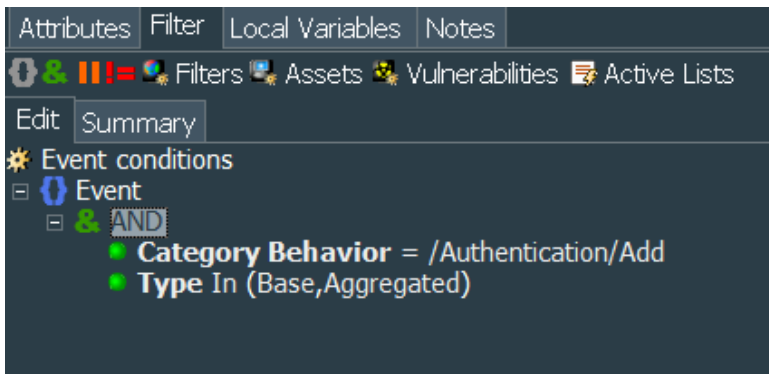 Attributes Filter Local Variables Notes
{} & || != Filters Assets Vulnerabilities Active Lists
Edit Summary
Event conditions
{} Event
& AND
Category Behavior = /Authentication/Add
Type In (Base,Aggregated)